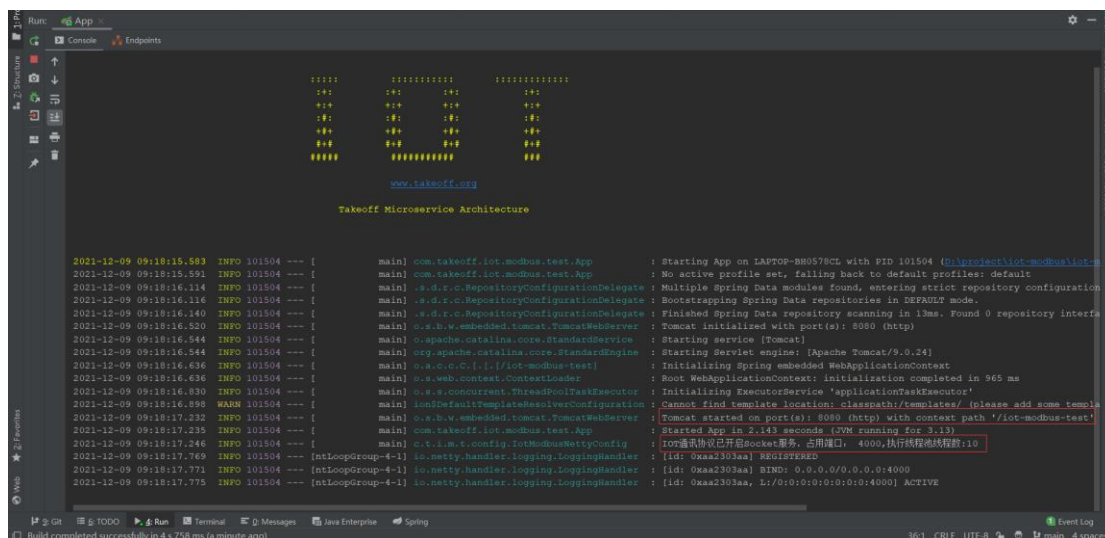 Run: App
Console Endpoints
www.takeoff.org
Takeoff Microservice Architecture
2021-12-09 09:18:15.583 INFO 101504 --- [ main] com.takeoff.iot.modbus.test.App : Starting App on LAPTOP-BH0578CL with PID 101504 (D:\project\iot-modbus\iot-m
2021-12-09 09:18:15.591 INFO 101504 --- [ main] com.takeoff.iot.modbus.test.App : No active profile set, falling back to default profiles: default
2021-12-09 09:18:16.114 INFO 101504 --- [ main] .s.d.r.c.RepositoryConfigurationDelegate : Multiple Spring Data modules found, entering strict repository configuration
2021-12-09 09:18:16.116 INFO 101504 --- [ main] .s.d.r.c.RepositoryConfigurationDelegate : Bootstrapping Spring Data repositories in DEFAULT mode.
2021-12-09 09:18:16.140 INFO 101504 --- [ main] .s.d.r.c.RepositoryConfigurationDelegate : Finished Spring Data repository scanning in 13ms. Found 0 repository interfa
2021-12-09 09:18:16.520 INFO 101504 --- [ main] o.s.b.w.embedded.tomcat.TomcatWebServer : Tomcat initialized with port(s): 8080 (http)
2021-12-09 09:18:16.544 INFO 101504 --- [ main] o.apache.catalina.core.StandardService : Starting service [Tomcat]
2021-12-09 09:18:16.544 INFO 101504 --- [ main] org.apache.catalina.core.StandardEngine : Starting Servlet engine: [Apache Tomcat/9.0.24]
2021-12-09 09:18:16.636 INFO 101504 --- [ main] o.a.c.c.C.[.[.[/iot-modbus-test] : Initializing Spring embedded WebApplicationContext
2021-12-09 09:18:16.636 INFO 101504 --- [ main] o.s.web.context.ContextLoader : Root WebApplicationContext: initialization completed in 965 ms
2021-12-09 09:18:16.830 INFO 101504 --- [ main] o.s.s.concurrent.ThreadPoolTaskExecutor : Initializing ExecutorService 'applicationTaskExecutor'
2021-12-09 09:18:16.898 WARN 101504 --- [ main] ion$DefaultTemplateResolverConfiguration : Cannot find template location: classpath:/templates/ (please add some templa
2021-12-09 09:18:17.232 INFO 101504 --- [ main] o.s.b.w.embedded.tomcat.TomcatWebServer : Tomcat started on port(s): 8080 (http) with context path '/iot-modbus-test'
2021-12-09 09:18:17.235 INFO 101504 --- [ main] com.takeoff.iot.modbus.test.App : Started App in 2.143 seconds (JVM running for 3.13)
2021-12-09 09:18:17.246 INFO 101504 --- [ main] c.t.i.m.t.config.IotModbusNettyConfig : IOT通讯协议已开启Socket服务，占用端口： 4000,执行线程池线程数:10
2021-12-09 09:18:17.769 INFO 101504 --- [ntLoopGroup-4-1] io.netty.handler.logging.LoggingHandler : [id: 0xaa2303aa] REGISTERED
2021-12-09 09:18:17.771 INFO 101504 --- [ntLoopGroup-4-1] io.netty.handler.logging.LoggingHandler : [id: 0xaa2303aa] BIND: 0.0.0.0/0.0.0.0:4000
2021-12-09 09:18:17.775 INFO 101504 --- [ntLoopGroup-4-1] io.netty.handler.logging.LoggingHandler : [id: 0xaa2303aa, L:/0:0:0:0:0:0:0:0:4000] ACTIVE
1: Pr
Z: Structure
2: Favorites
Web
9: Git 6: TODO 4: Run Terminal 0: Messages Java Enterprise Spring Event Log
Build completed successfully in 4 s 758 ms (a minute ago) 36:1 CRLF UTF-8 main 4 space